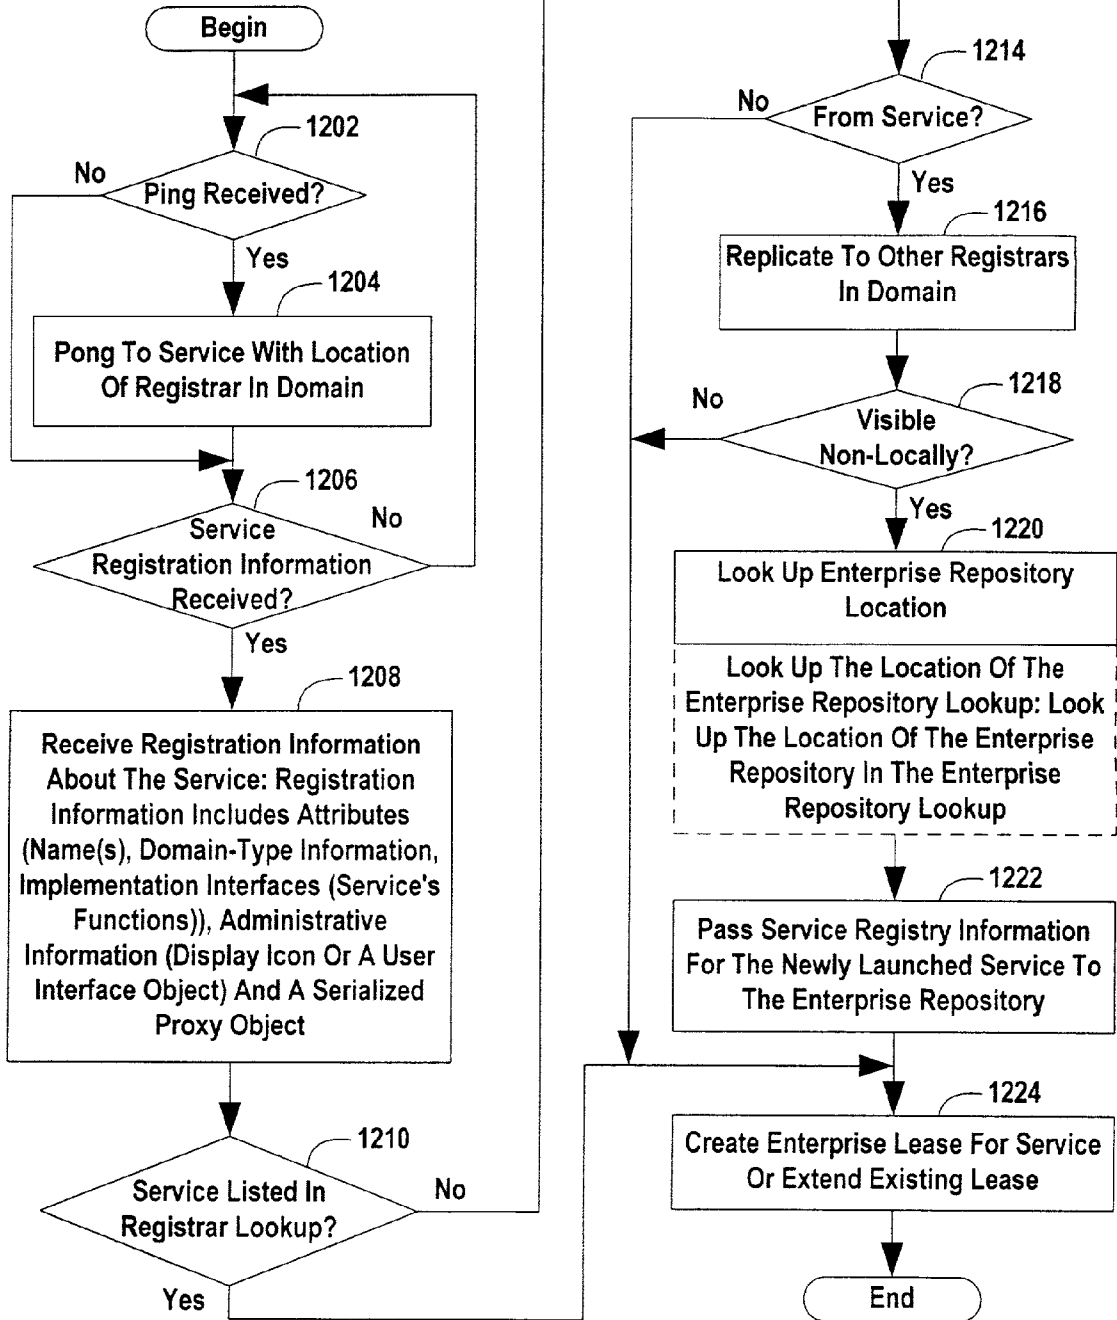 Begin
1202
No
Ping Received?
Yes
1204
Pong To Service With Location
Of Registrar In Domain
1206
No
Service
Registration Information
Received?
Yes
1208
Receive Registration Information
About The Service: Registration
Information Includes Attributes
(Name(s), Domain-Type Information,
Implementation Interfaces (Service's
Functions)), Administrative
Information (Display Icon Or A User
Interface Object) And A Serialized
Proxy Object
1210
Service Listed In
Registrar Lookup?
No
Yes
1214
No
From Service?
Yes
1216
Replicate To Other Registrars
In Domain
1218
No
Visible
Non-Locally?
Yes
1220
Look Up Enterprise Repository
Location
Look Up The Location Of The
Enterprise Repository Lookup: Look
Up The Location Of The Enterprise
Repository In The Enterprise
Repository Lookup
1222
Pass Service Registry Information
For The Newly Launched Service To
The Enterprise Repository
1224
Create Enterprise Lease For Service
Or Extend Existing Lease
End